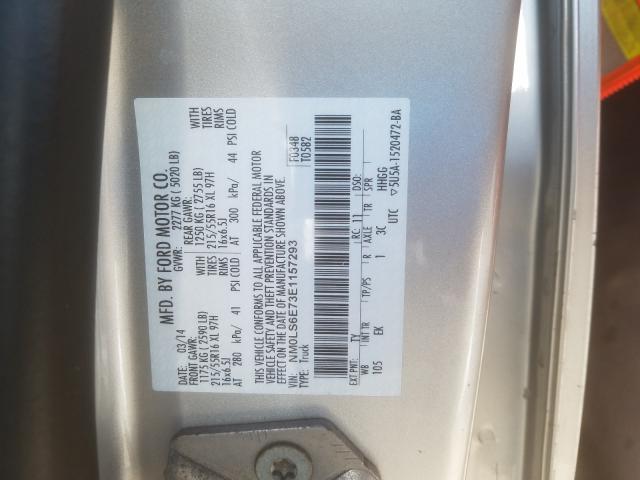 MFD. BY FORD MOTOR CO.
DATE: 03/14
GVWR: 2277 KG ( 5020 LB)
FRONT GAWR:
1175 KG ( 2590 LB)
215/55R16 XL 97H
16x6.5J
AT 280 kPa/ 41 PSI COLD
WITH
TIRES
RIMS
REAR GAWR:
1250 KG ( 2755 LB)
215/55R16 XL 97H
16x6.5J
AT 300 kPa/ 44 PSI COLD
WITH
TIRES
RIMS
THIS VEHICLE CONFORMS TO ALL APPLICABLE FEDERAL MOTOR
VEHICLE SAFETY AND THEFT PREVENTION STANDARDS IN
EFFECT ON THE DATE OF MANUFACTURE SHOWN ABOVE.
VIN: NM0LS6E73E1157293
TYPE: Truck
F0348
T0582
EXT PNT: TY RC: 11 DSO:
WB INT TR TP/PS R AXLE TR SPR
105 EK 1 3C HHGG
UTC ▽5U5A-1520472-BA